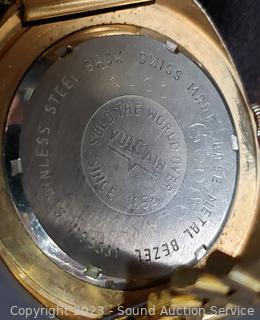 STAINLESS STEEL BACK SWISS MADE BASE METAL BEZEL
SOLD THE WORLD OVER
VULCAIN
SINCE 1858
Copyright 2023 - Sound Auction Service